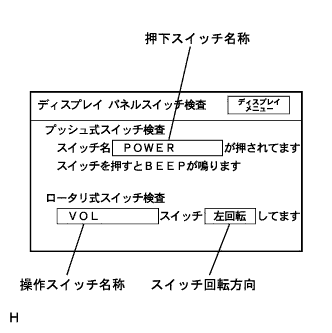 押下スイッチ名称
ディスプレイ パネルスイッチ検査
ディスプレイ
メニュー
プッシュ式スイッチ検査
スイッチ名 POWER が押されてます
スイッチを押すとBEEPが鳴ります
ロータリ式スイッチ検査
VOL スイッチ 左回転 してます
操作スイッチ名称 スイッチ回転方向
H